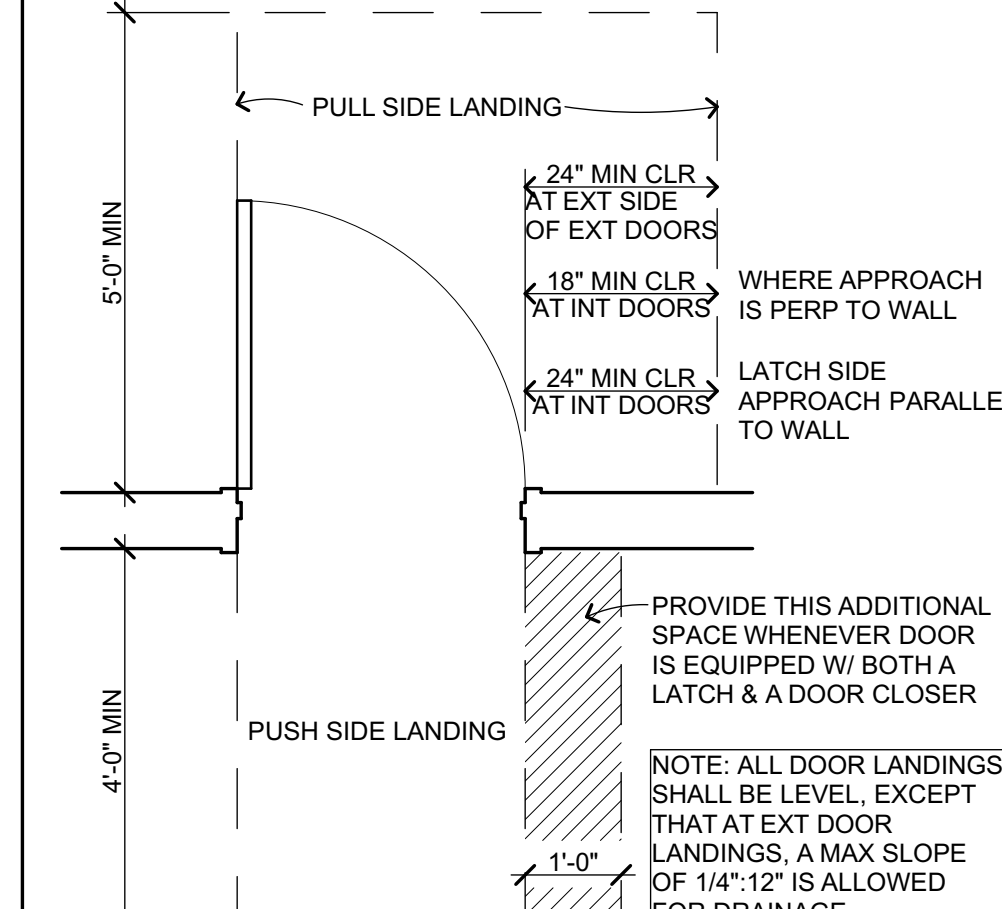 PULL SIDE LANDING
24" MIN CLR
AT EXT SIDE
OF EXT DOORS
5'-0" MIN
18" MIN CLR
AT INT DOORS
WHERE APPROACH
IS PERP TO WALL
24" MIN CLR
AT INT DOORS
LATCH SIDE
APPROACH PARALLE
TO WALL
PROVIDE THIS ADDITIONAL
SPACE WHENEVER DOOR
IS EQUIPPED W/ BOTH A
LATCH & A DOOR CLOSER
4'-0" MIN
PUSH SIDE LANDING
NOTE: ALL DOOR LANDINGS
SHALL BE LEVEL, EXCEPT
THAT AT EXT DOOR
LANDINGS, A MAX SLOPE
OF 1/4":12" IS ALLOWED
FOR DRAINAGE
1'-0"